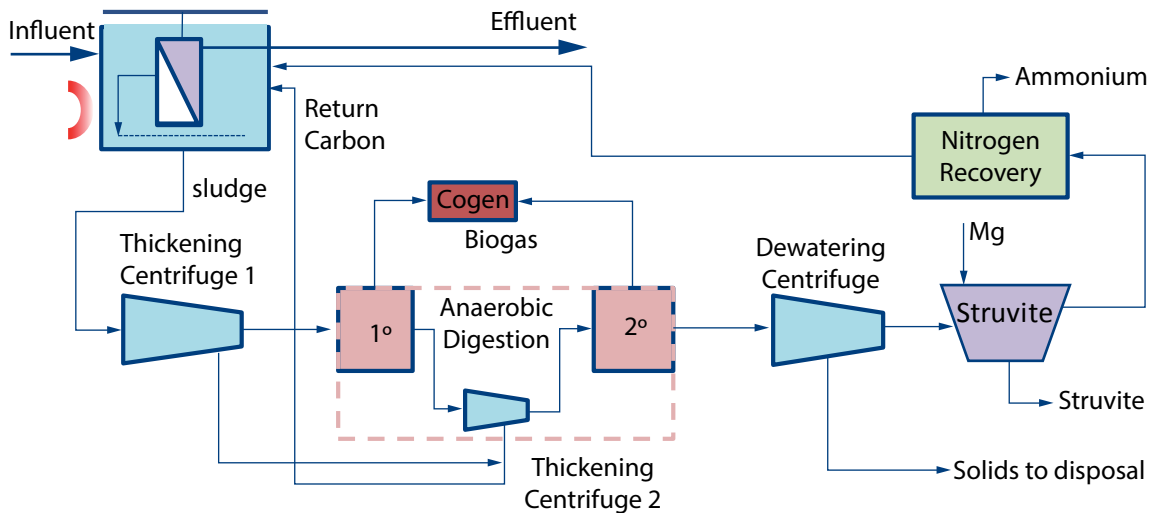 Influent
Effluent
Return
Carbon
sludge
Ammonium
Nitrogen
Recovery
Cogen
Biogas
Thickening
Centrifuge 1
Mg
Dewatering
Centrifuge
Anaerobic
Digestion
1º
2º
Struvite
Struvite
Thickening
Centrifuge 2
Solids to disposal